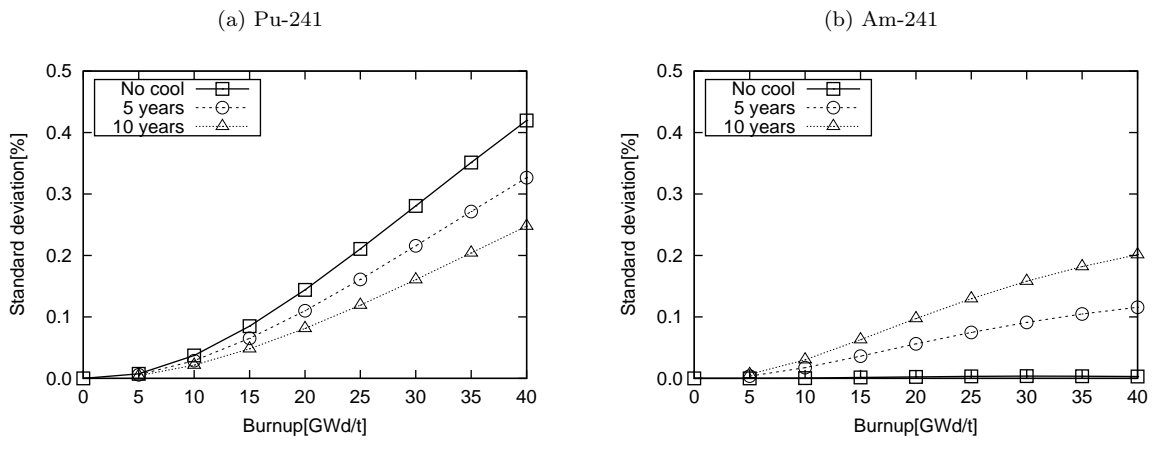 (a) Pu-241
(b) Am-241
0.5
0.4
0.3
0.2
0.1
0.0
Standard deviation[%]
No cool
5 years
10 years
0 5 10 15 20 25 30 35 40
Burnup[GWd/t]
0.5
0.4
0.3
0.2
0.1
0.0
Standard deviation[%]
No cool
5 years
10 years
0 5 10 15 20 25 30 35 40
Burnup[GWd/t]